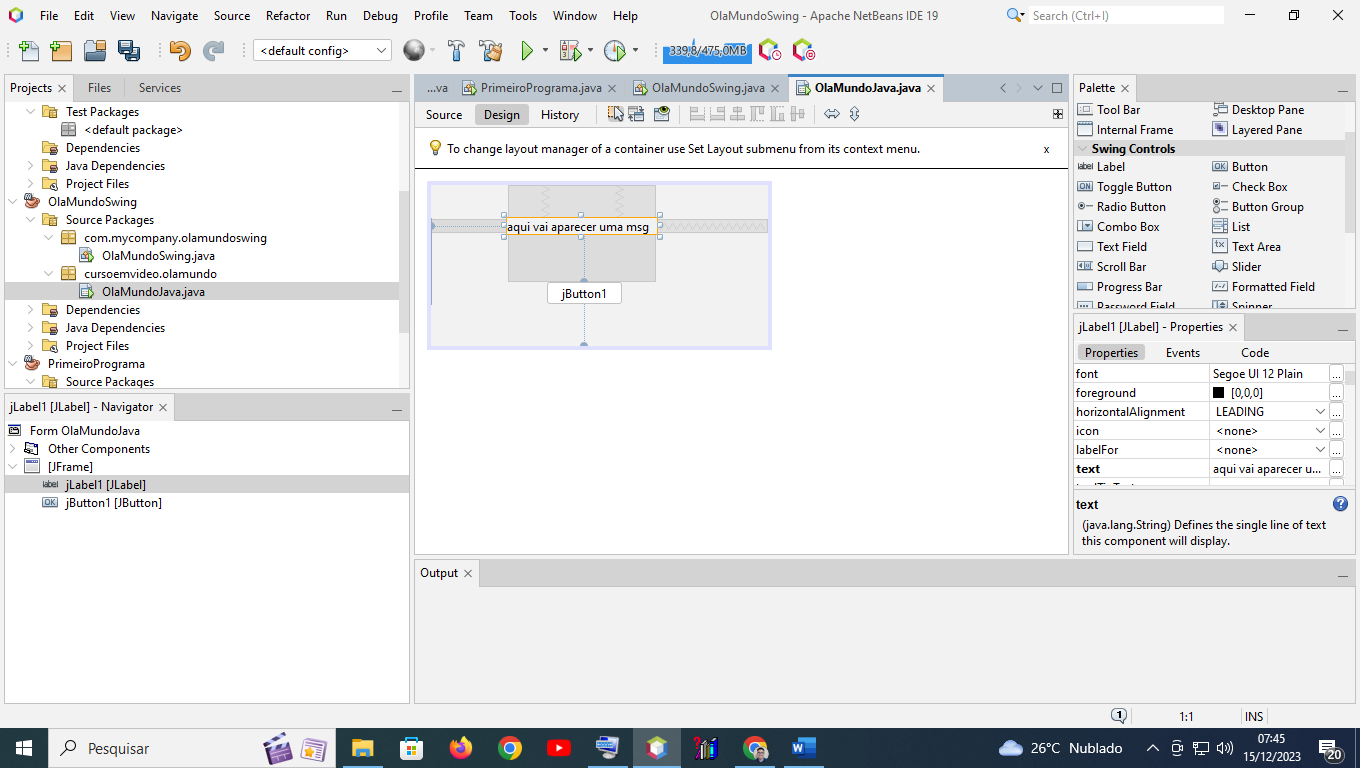 File Edit View Navigate Source Refactor Run Debug Profile Team Tools Window Help OlaMundoSwing - Apache NetBeans IDE 19 Search (Ctrl+I)
<default config> 339,8/475,0MB
Projects Files Services
Test Packages
<default package>
Dependencies
Java Dependencies
Project Files
OlaMundoSwing
Source Packages
com.mycompany.olamundoswing
OlaMundoSwing.java
cursoemvideo.olamundo
OlaMundoJava.java
Dependencies
Java Dependencies
Project Files
PrimeiroPrograma
Source Packages
jLabel1 [JLabel] - Navigator
Form OlaMundoJava
Other Components
[JFrame]
label jLabel1 [JLabel]
OK jButton1 [JButton]
...va PrimeiroPrograma.java OlaMundoSwing.java OlaMundoJava.java
Source Design History
To change layout manager of a container use Set Layout submenu from its context menu. x
aqui vai aparecer uma msg
jButton1
Output
Palette
Tool Bar Desktop Pane
Internal Frame Layered Pane
Swing Controls
label Label OK Button
ON Toggle Button Check Box
Radio Button Button Group
Combo Box List
Text Field Text Area
Scroll Bar Slider
Progress Bar Formatted Field
Password Field Spinner
jLabel1 [JLabel] - Properties
Properties Events Code
font Segoe UI 12 Plain ...
foreground [0,0,0] ...
horizontalAlignment LEADING ...
icon <none> ...
labelFor <none> ...
text aqui vai aparecer u... ...
text
(java.lang.String) Defines the single line of text
this component will display.
1 1:1 INS
Pesquisar 26°C Nublado 07:45
15/12/2023 20